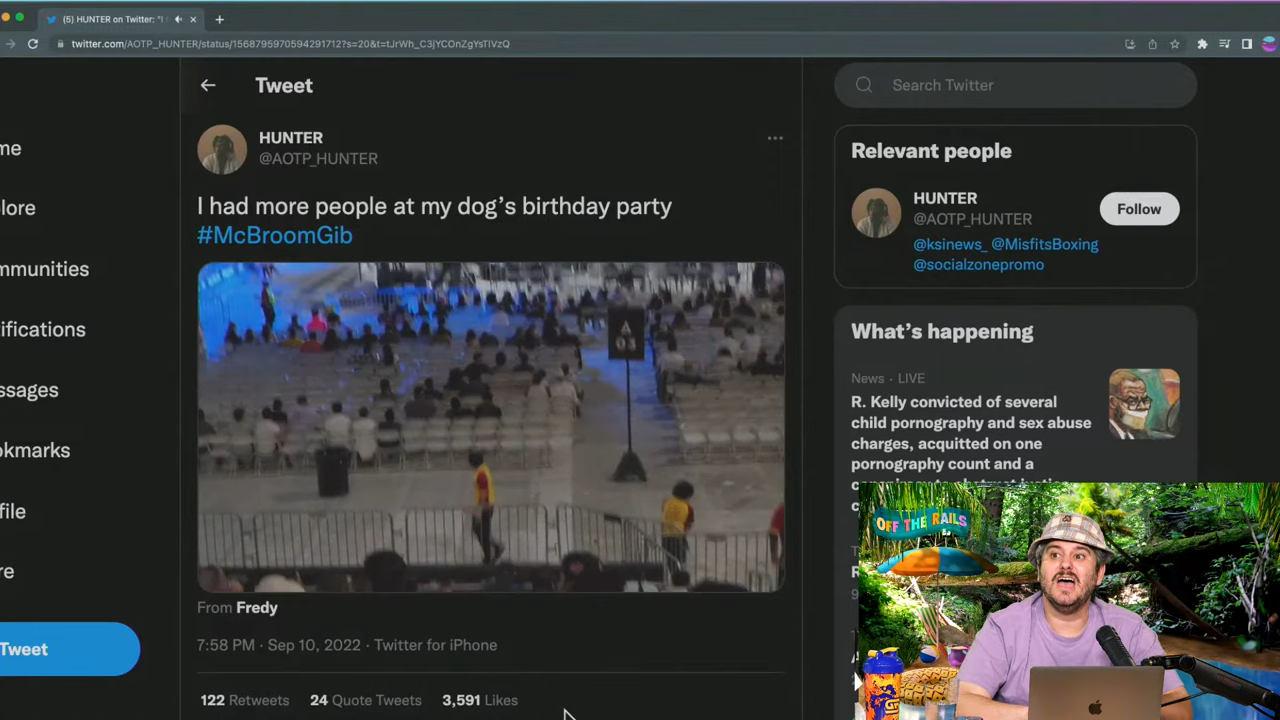 (5) HUNTER on Twitter: "I
twitter.com/AOTP_HUNTER/status/1568795970594291712?s=20&t=tJrWh_C3jYCOnZgYsTlVzQ
Tweet
Search Twitter
HUNTER
@AOTP_HUNTER
I had more people at my dog's birthday party
#McBroomGib
A
03
From Fredy
7:58 PM · Sep 10, 2022 · Twitter for iPhone
122 Retweets 24 Quote Tweets 3,591 Likes
me
lore
mmunities
ifications
ssages
okmarks
file
re
Tweet
Relevant people
HUNTER
@AOTP_HUNTER
Follow
@ksinews_ @MisfitsBoxing
@socialzonepromo
What's happening
News · LIVE
R. Kelly convicted of several
child pornography and sex abuse
charges, acquitted on one
pornography count and a
OFF THE RAILS